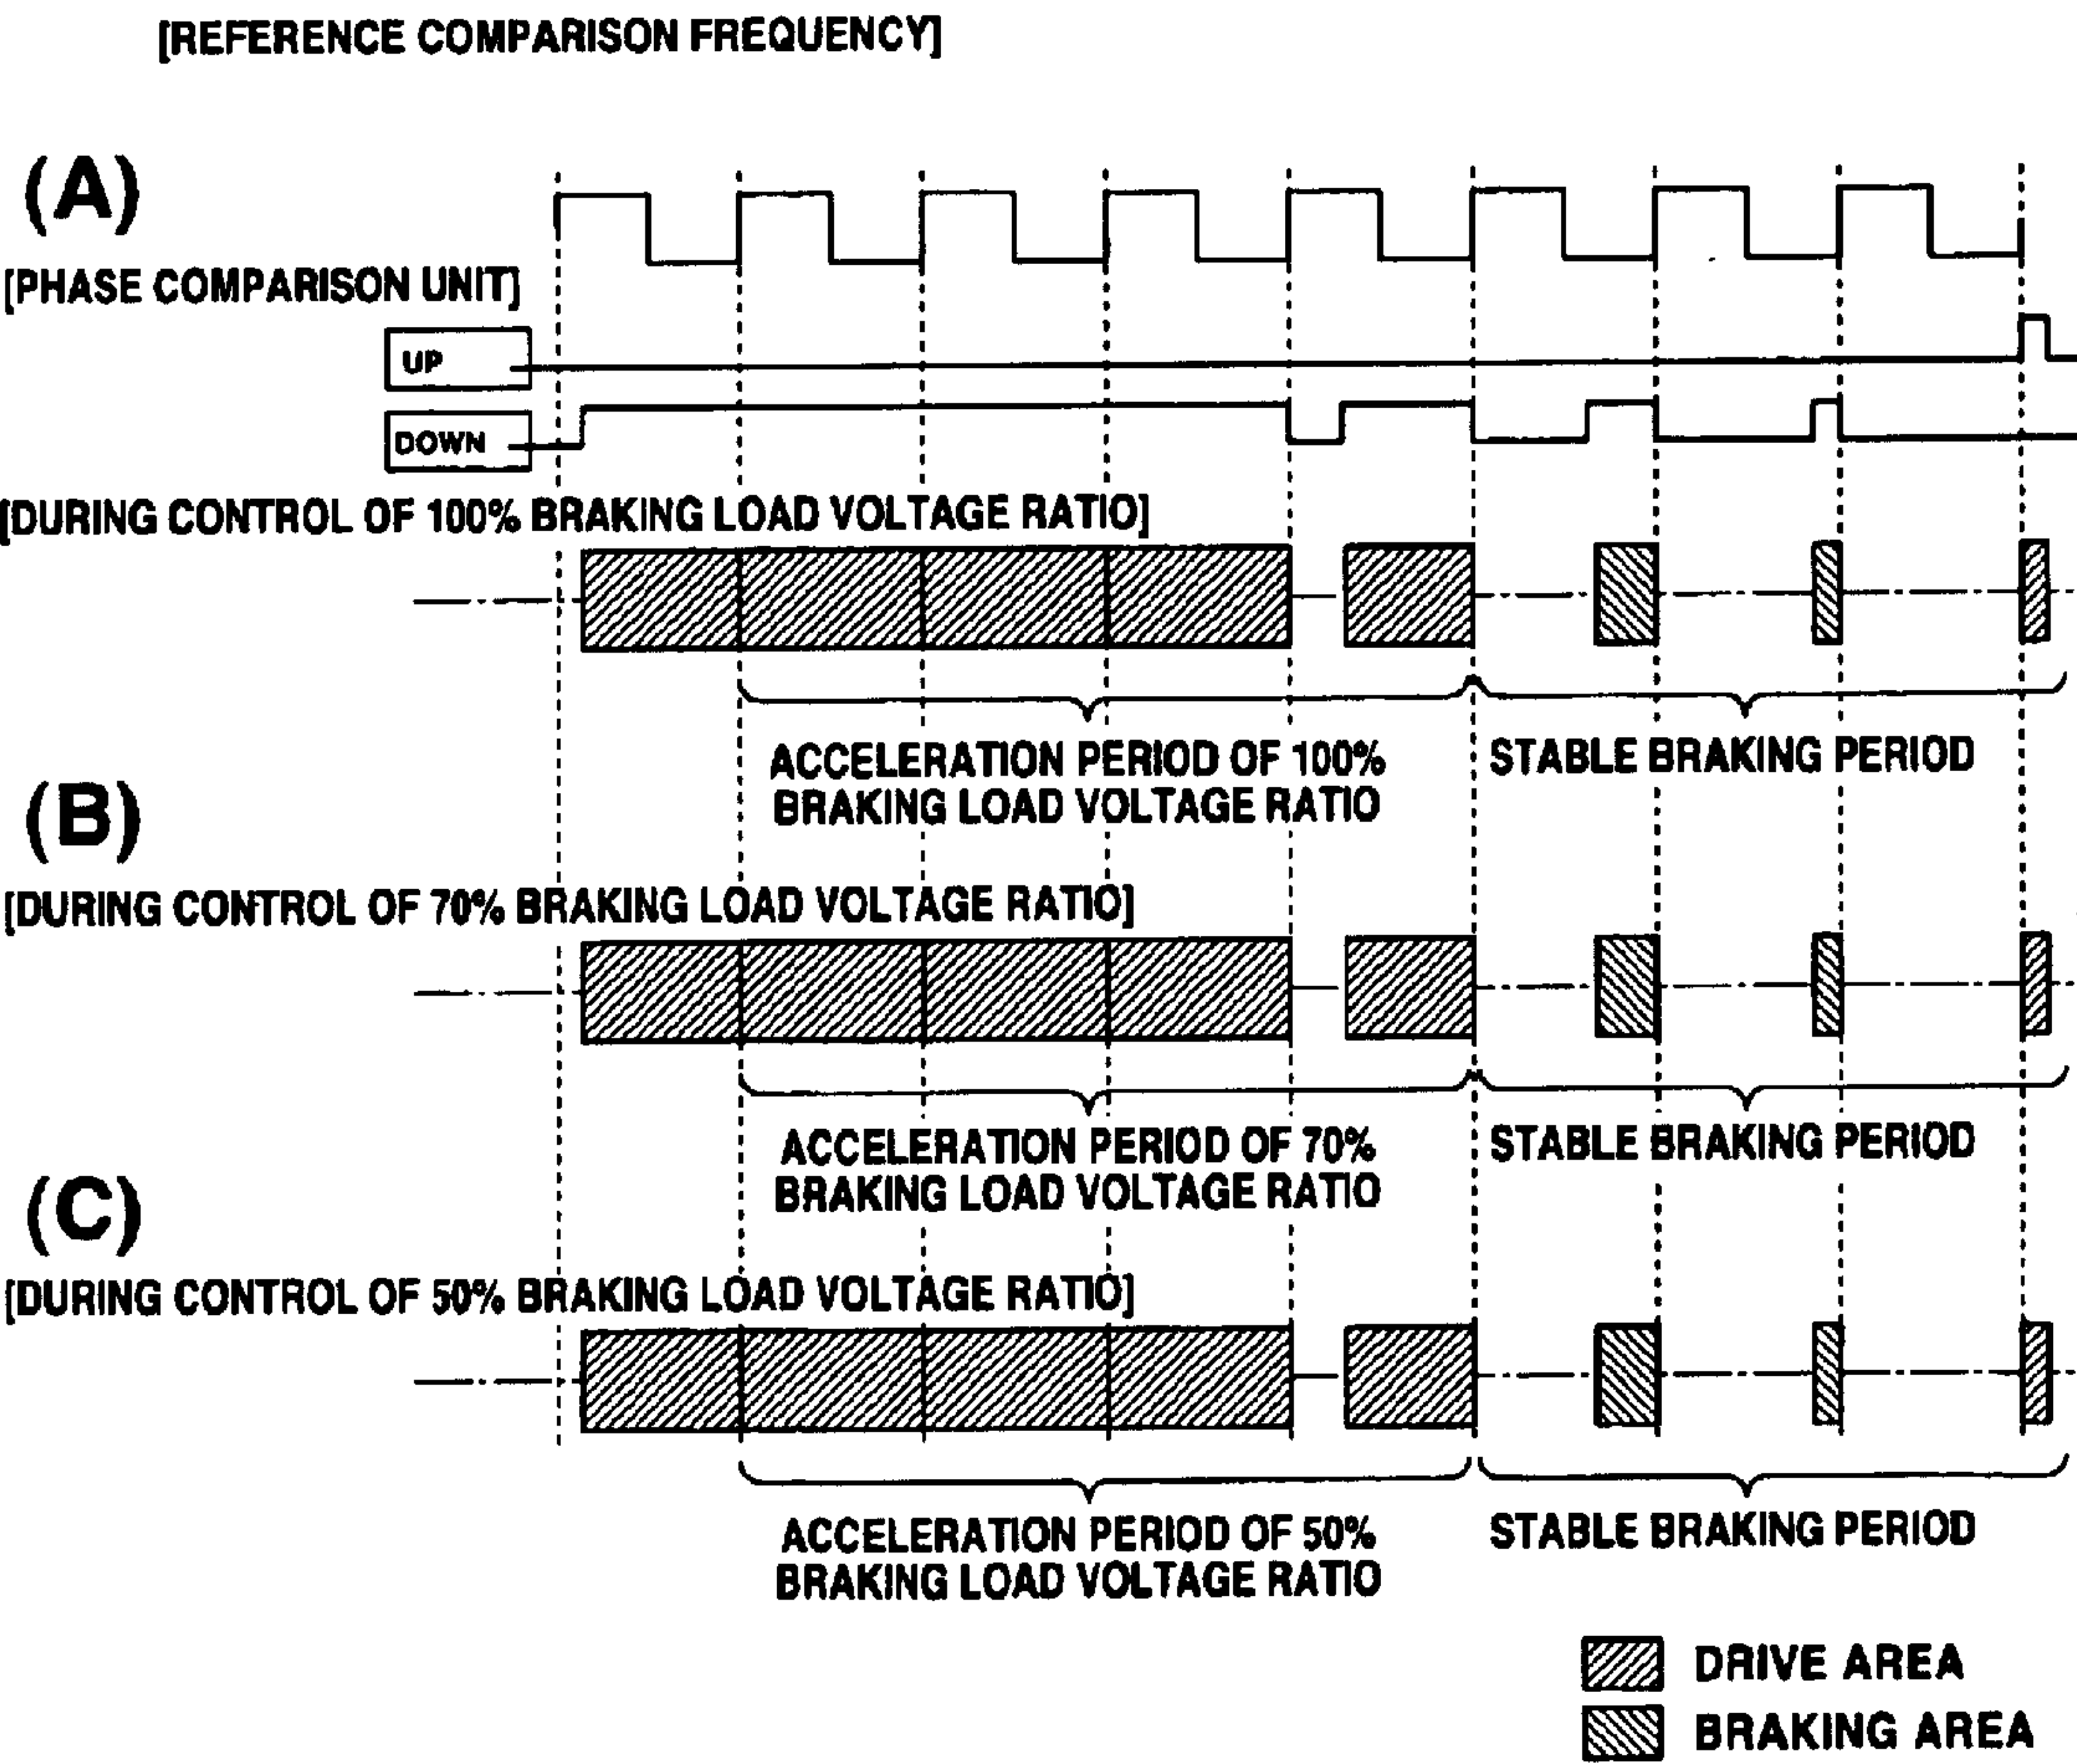 [REFERENCE COMPARISON FREQUENCY]
(A)
[PHASE COMPARISON UNIT]
UP
DOWN
[DURING CONTROL OF 100% BRAKING LOAD VOLTAGE RATIO]
ACCELERATION PERIOD OF 100%
BRAKING LOAD VOLTAGE RATIO
STABLE BRAKING PERIOD
(B)
[DURING CONTROL OF 70% BRAKING LOAD VOLTAGE RATIO]
ACCELERATION PERIOD OF 70%
BRAKING LOAD VOLTAGE RATIO
STABLE BRAKING PERIOD
(C)
[DURING CONTROL OF 50% BRAKING LOAD VOLTAGE RATIO]
ACCELERATION PERIOD OF 50%
BRAKING LOAD VOLTAGE RATIO
STABLE BRAKING PERIOD
DRIVE AREA
BRAKING AREA